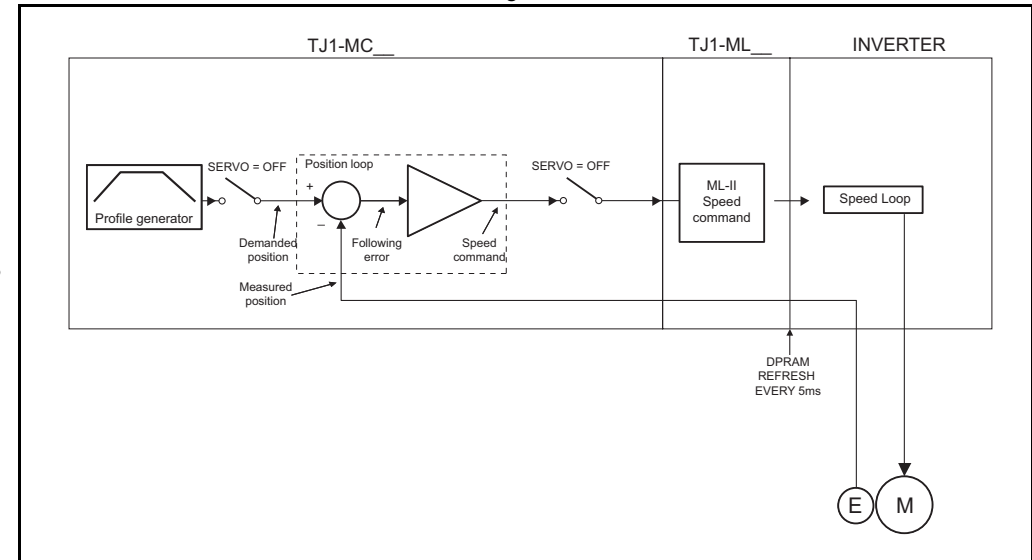 TJ1-MC__
TJ1-ML__
INVERTER
Profile generator
SERVO = OFF
Demanded
position
Position loop
+
–
Following
error
Speed
command
Measured
position
SERVO = OFF
ML-II
Speed
command
Speed Loop
DPRAM
REFRESH
EVERY 5ms
E
M